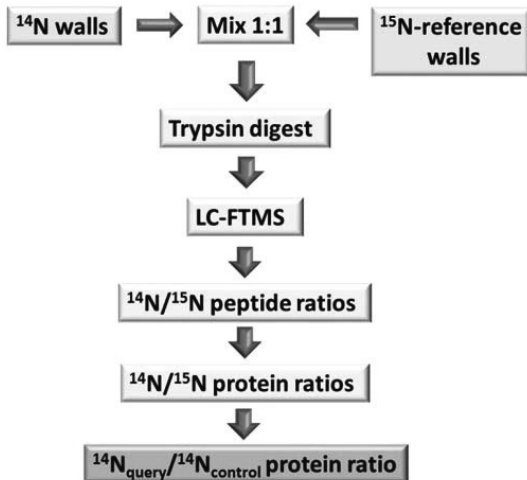 ¹⁴N walls
Mix 1:1
¹⁵N-reference
walls
Trypsin digest
LC-FTMS
¹⁴N/¹⁵N peptide ratios
¹⁴N/¹⁵N protein ratios
¹⁴Nquery/¹⁴Ncontrol protein ratio